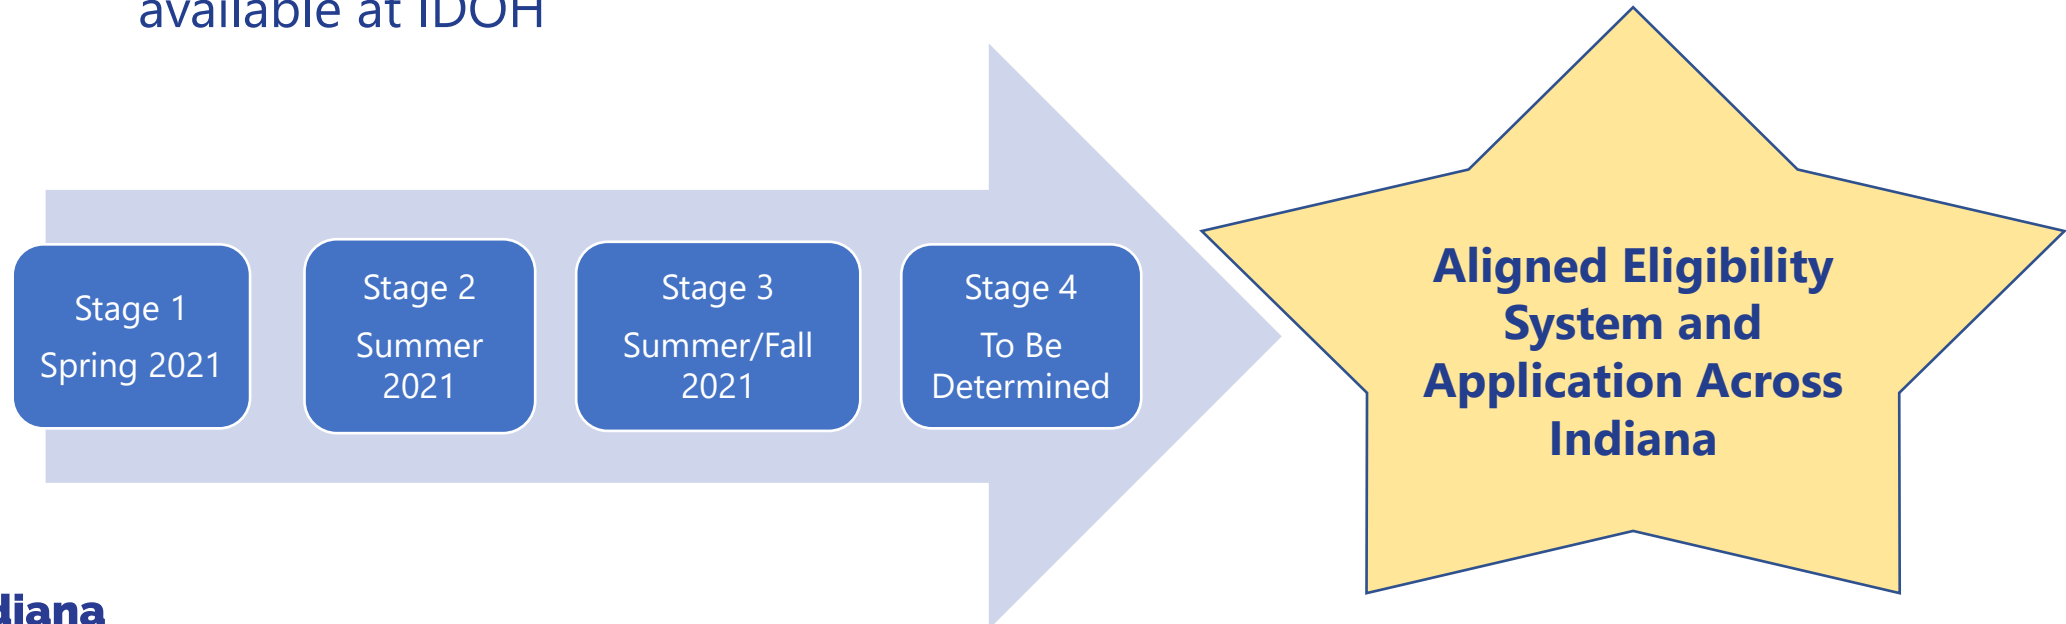 available at IDOH
Stage 1
Spring 2021
Stage 2
Summer
2021
Stage 3
Summer/Fall
2021
Stage 4
To Be
Determined
Aligned Eligibility
System and
Application Across
Indiana
diana